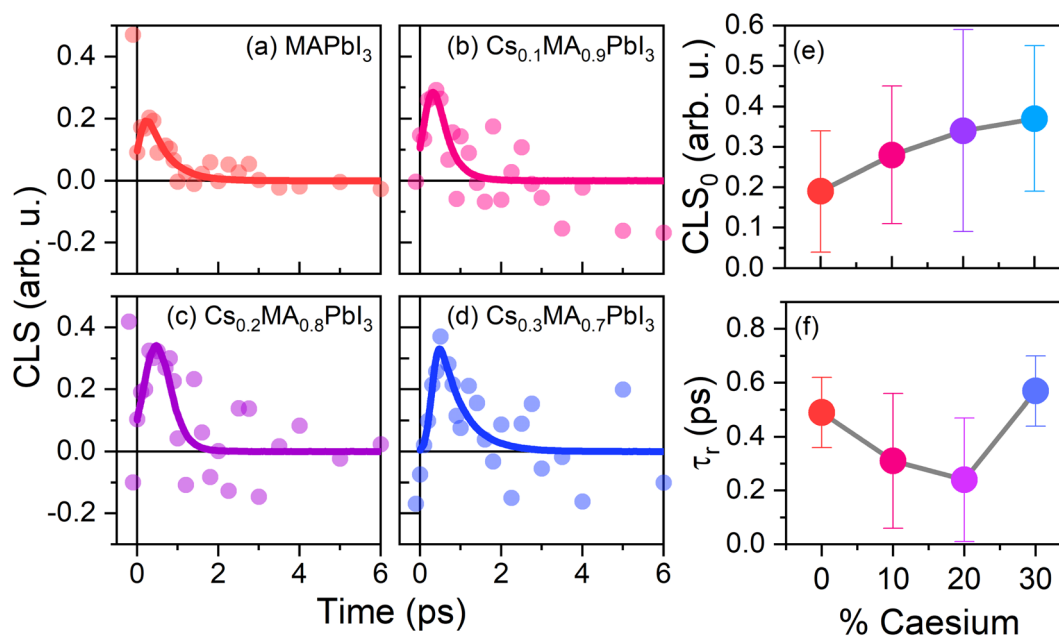 (a) MAPbI₃
(b) Cs₀.₁MA₀.₉PbI₃
(c) Cs₀.₂MA₀.₈PbI₃
(d) Cs₀.₃MA₀.₇PbI₃
0.4
0.2
0.0
-0.2
0.4
0.2
0.0
-0.2
CLS (arb. u.)
0 2 4 6
0 2 4 6
Time (ps)
(e)
0.6
0.5
0.4
0.3
0.2
0.1
0.0
CLS₀ (arb. u.)
(f)
0.8
0.6
0.4
0.2
0.0
τᵣ (ps)
0 10 20 30
% Caesium